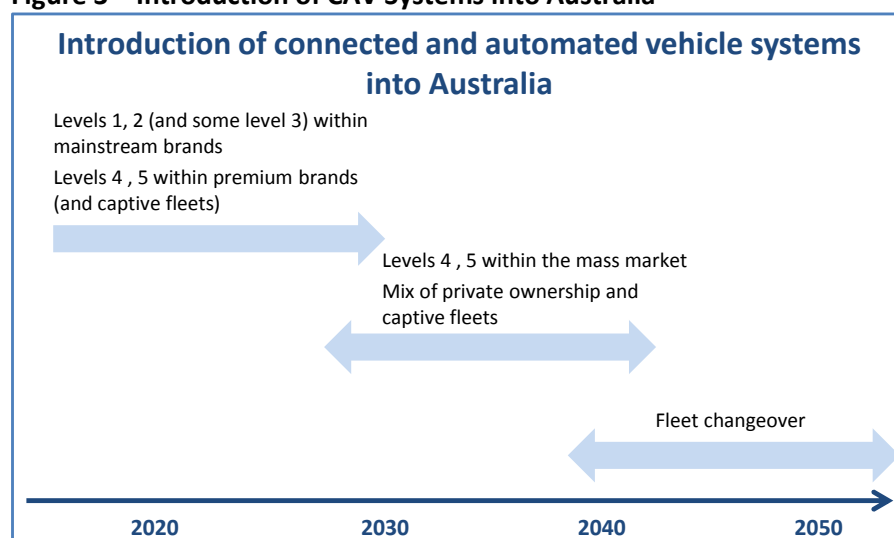 Figure 3 – Introduction of CAV Systems into Australia
Introduction of connected and automated vehicle systems
into Australia
Levels 1, 2 (and some level 3) within
mainstream brands
Levels 4 , 5 within premium brands
(and captive fleets)
Levels 4 , 5 within the mass market
Mix of private ownership and
captive fleets
Fleet changeover
2020 2030 2040 2050